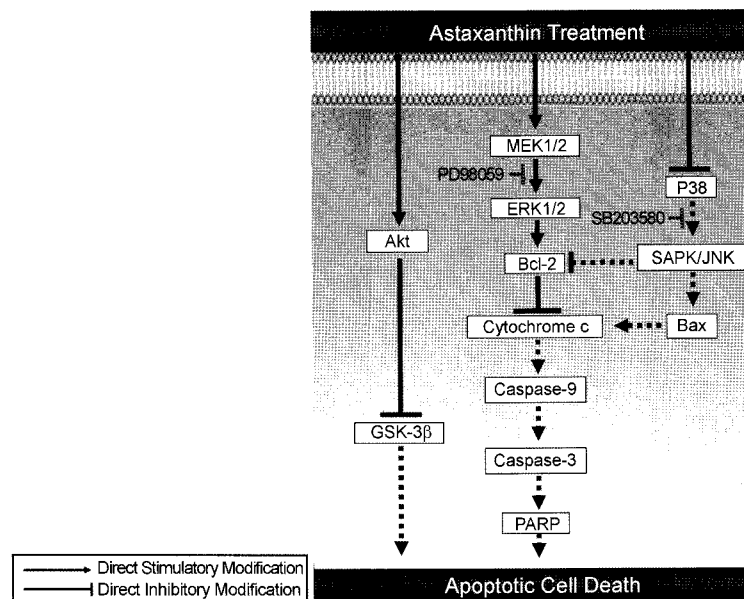 Astaxanthin Treatment
MEK1/2
PD98059
P38
ERK1/2
SB203580
Akt
Bcl-2
SAPK/JNK
Cytochrome c
Bax
Caspase-9
GSK-3β
Caspase-3
PARP
Direct Stimulatory Modification
Direct Inhibitory Modification
Apoptotic Cell Death